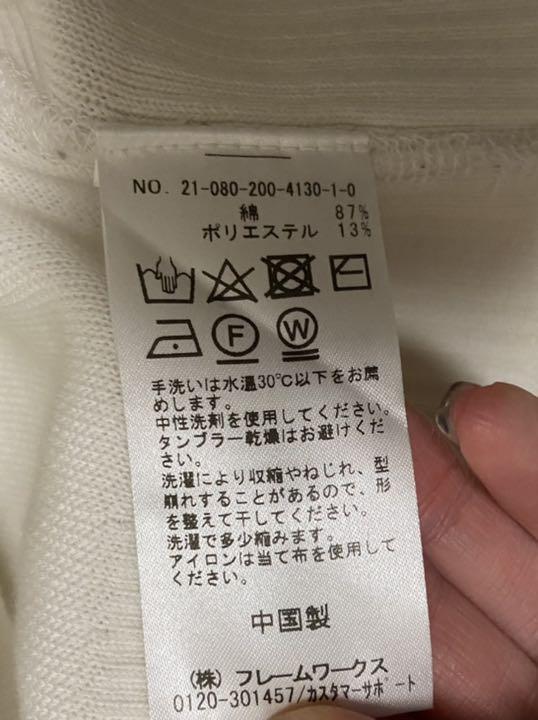 NO. 21-080-200-4130-1-0
綿 87%
ポリエステル 13%
F W
手洗いは水温30℃以下をお薦
めします。
中性洗剤を使用してください。
タンブラー乾燥はお避けくだ
さい。
洗濯により収縮やねじれ、型
崩れすることがあるので、形
を整えて干してください。
洗濯で多少縮みます。
アイロンは当て布を使用して
ください。
中国製
(株) フレームワークス
0120-301457/カスタマーサポート